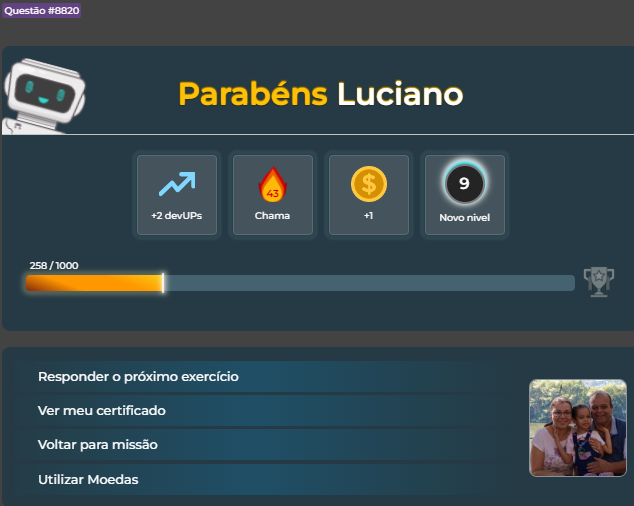 Questão #8820
Parabéns Luciano
+2 devUPs
43
Chama
$
+1
9
Novo nivel
258 / 1000
Responder o próximo exercício
Ver meu certificado
Voltar para missão
Utilizar Moedas